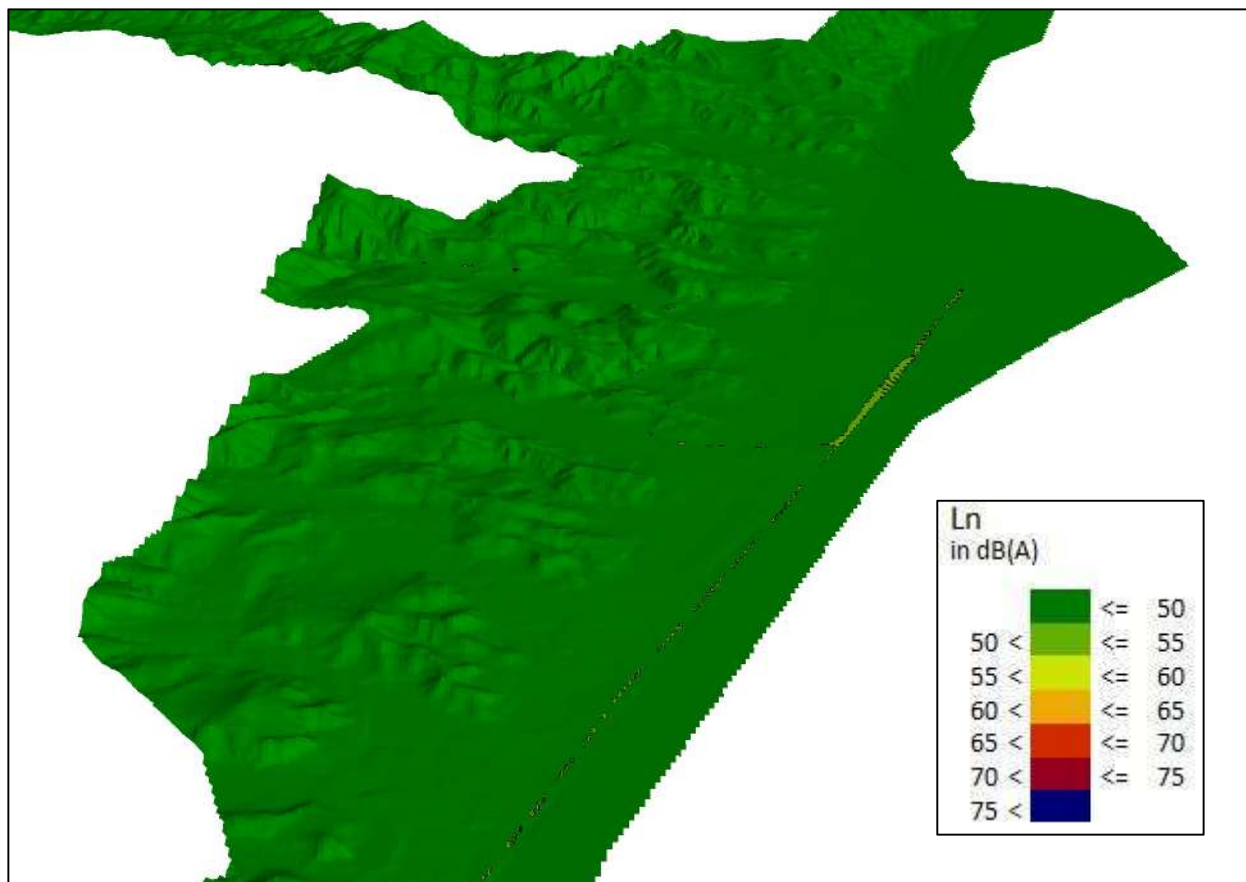 Ln
in dB(A)
<= 50
50 < <= 55
55 < <= 60
60 < <= 65
65 < <= 70
70 < <= 75
75 <